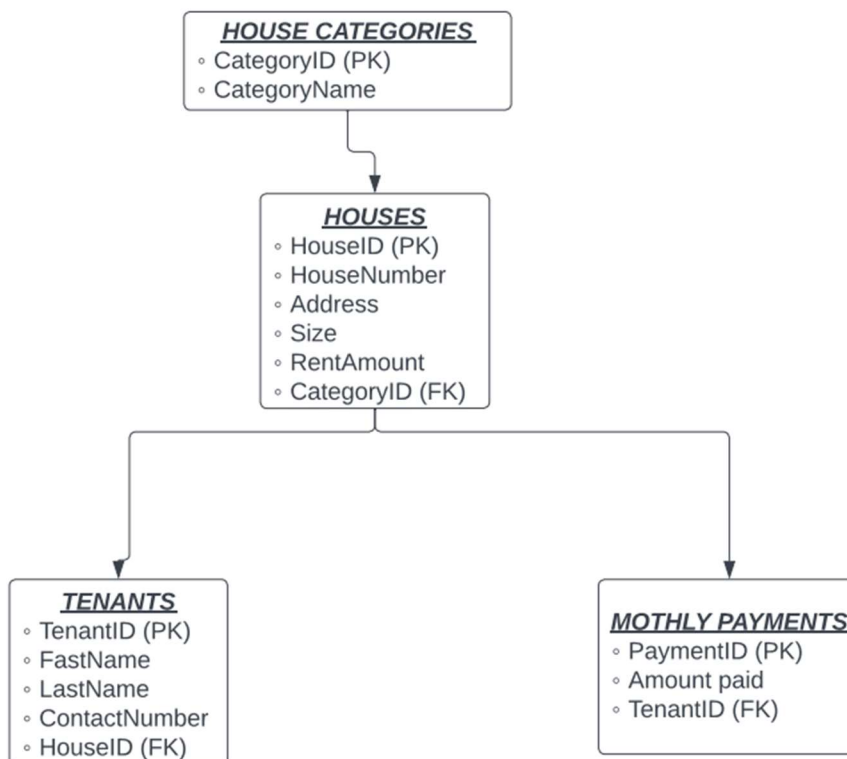 HOUSE CATEGORIES
◦ CategoryID (PK)
◦ CategoryName
HOUSES
◦ HouseID (PK)
◦ HouseNumber
◦ Address
◦ Size
◦ RentAmount
◦ CategoryID (FK)
TENANTS
◦ TenantID (PK)
◦ FastName
◦ LastName
◦ ContactNumber
◦ HouseID (FK)
MOTHLY PAYMENTS
◦ PaymentID (PK)
◦ Amount paid
◦ TenantID (FK)